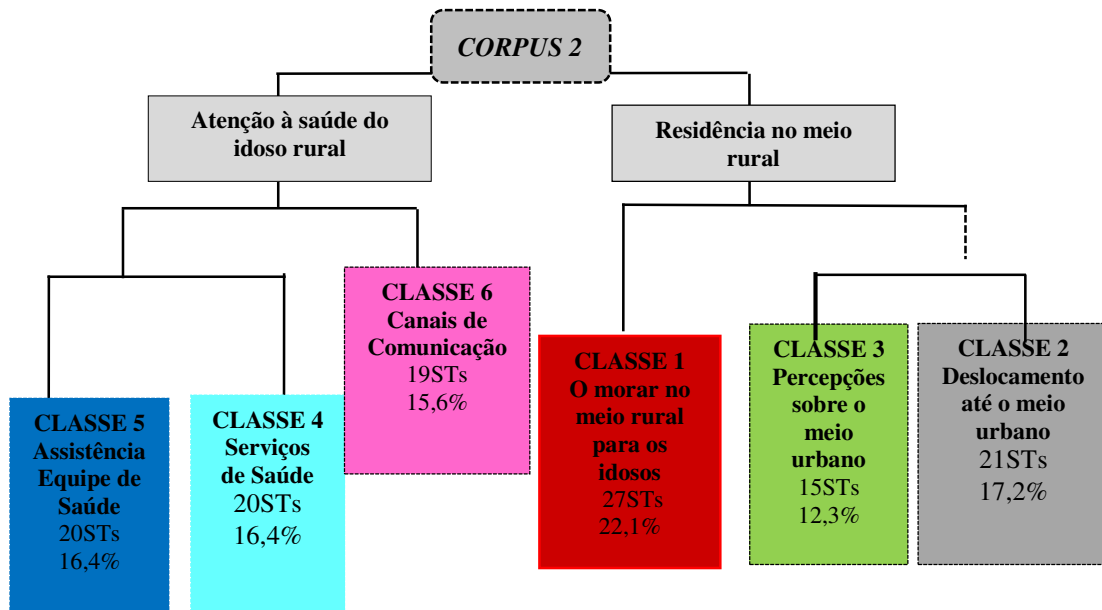 CORPUS 2
Atenção à saúde do
idoso rural
Residência no meio
rural
CLASSE 5
Assistência
Equipe de
Saúde
20STs
16,4%
CLASSE 4
Serviços
de Saúde
20STs
16,4%
CLASSE 6
Canais de
Comunicação
19STs
15,6%
CLASSE 1
O morar no
meio rural
para os
idosos
27STs
22,1%
CLASSE 3
Percepções
sobre o
meio
urbano
15STs
12,3%
CLASSE 2
Deslocamento
até o meio
urbano
21STs
17,2%